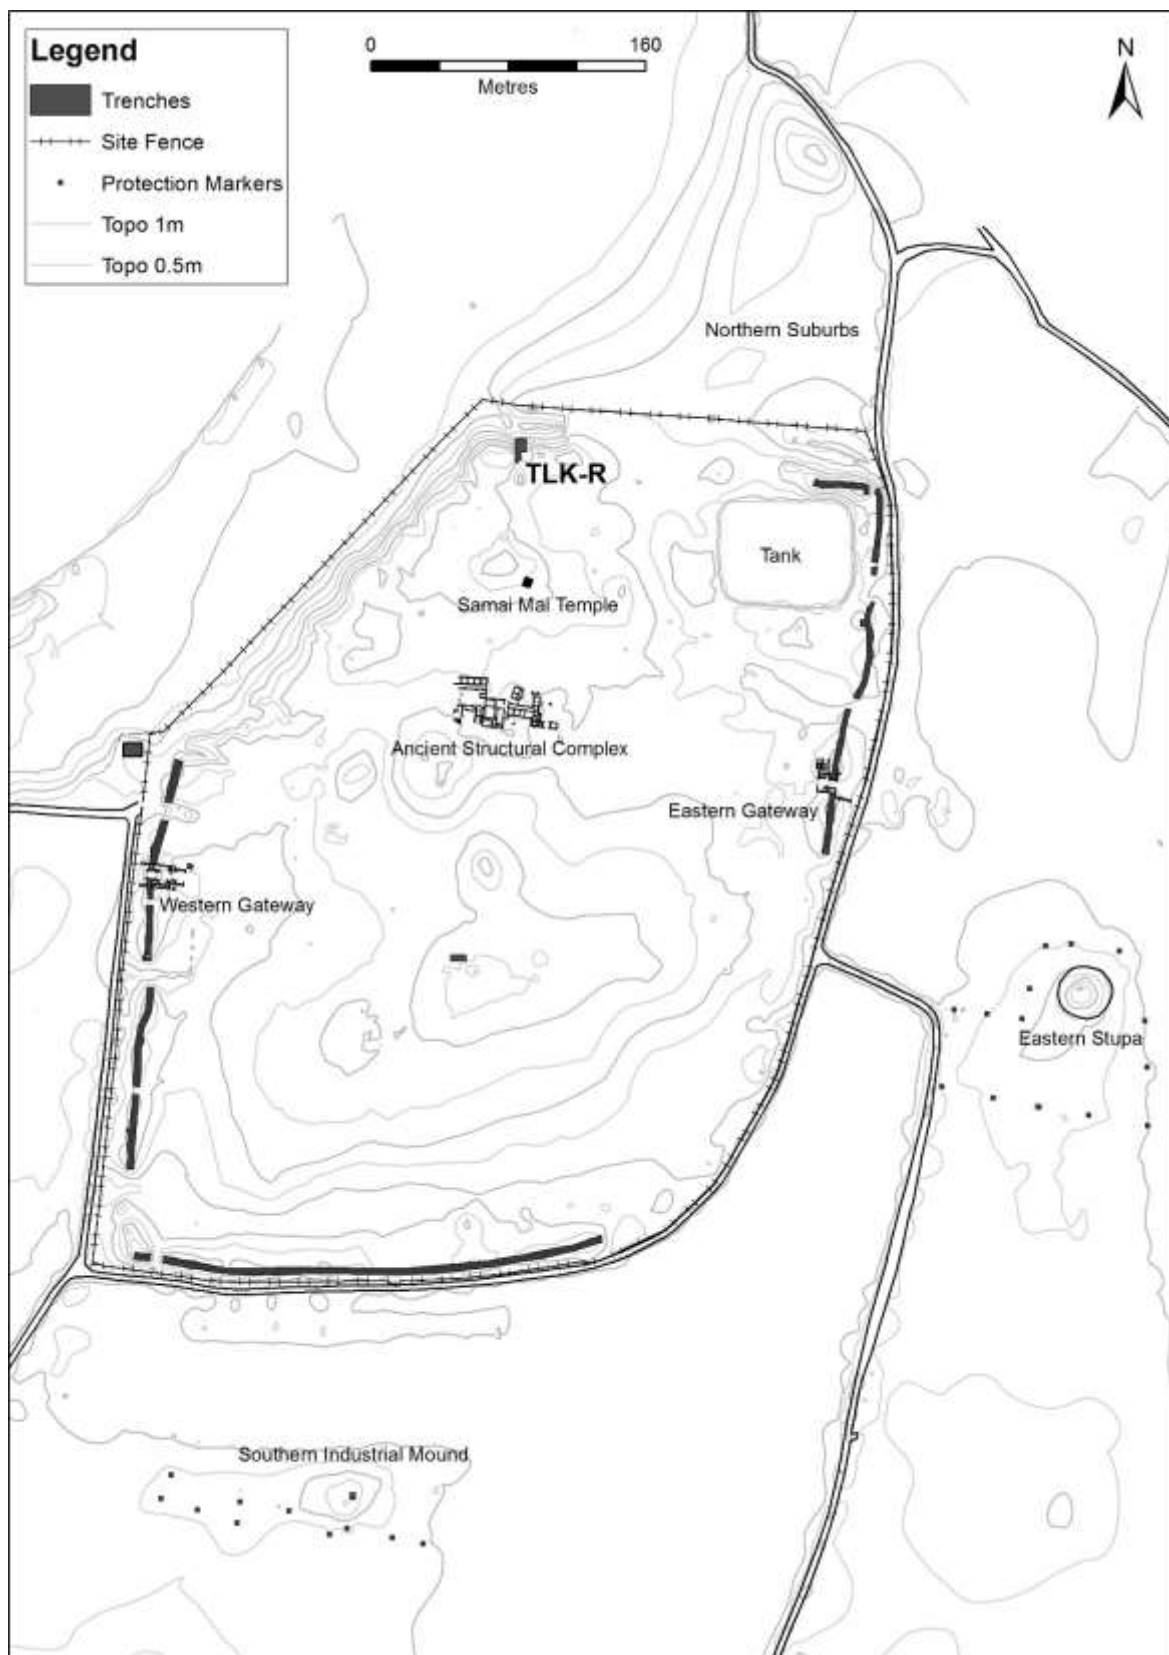 Legend
Trenches
Site Fence
Protection Markers
Topo 1m
Topo 0.5m
0 160
Metres
N
Northern Suburbs
TLK-R
Tank
Samai Mai Temple
Ancient Structural Complex
Eastern Gateway
Western Gateway
Eastern Stupa
Southern Industrial Mound